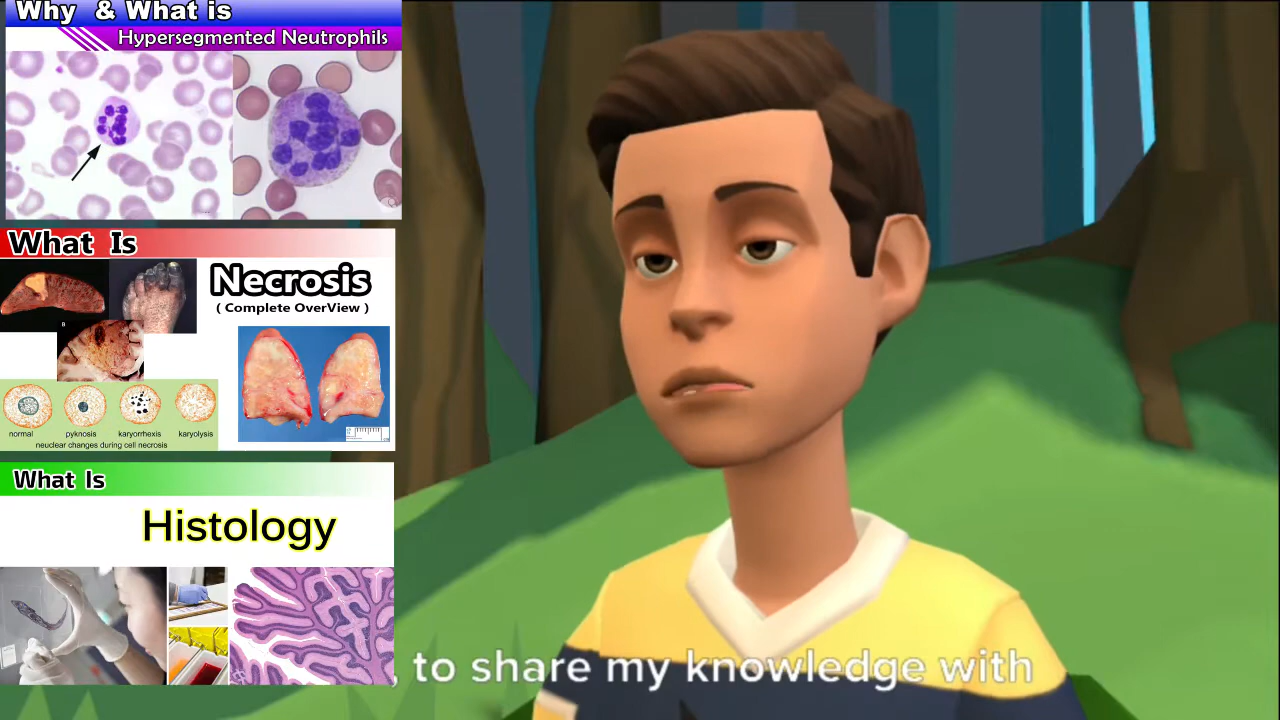 Why & What is
Hypersegmented Neutrophils
What Is
Necrosis
( Complete OverView )
B
normal pyknosis karyorrhexis karyolysis
neuclear changes during cell necrosis
What Is
Histology
, to share my knowledge with